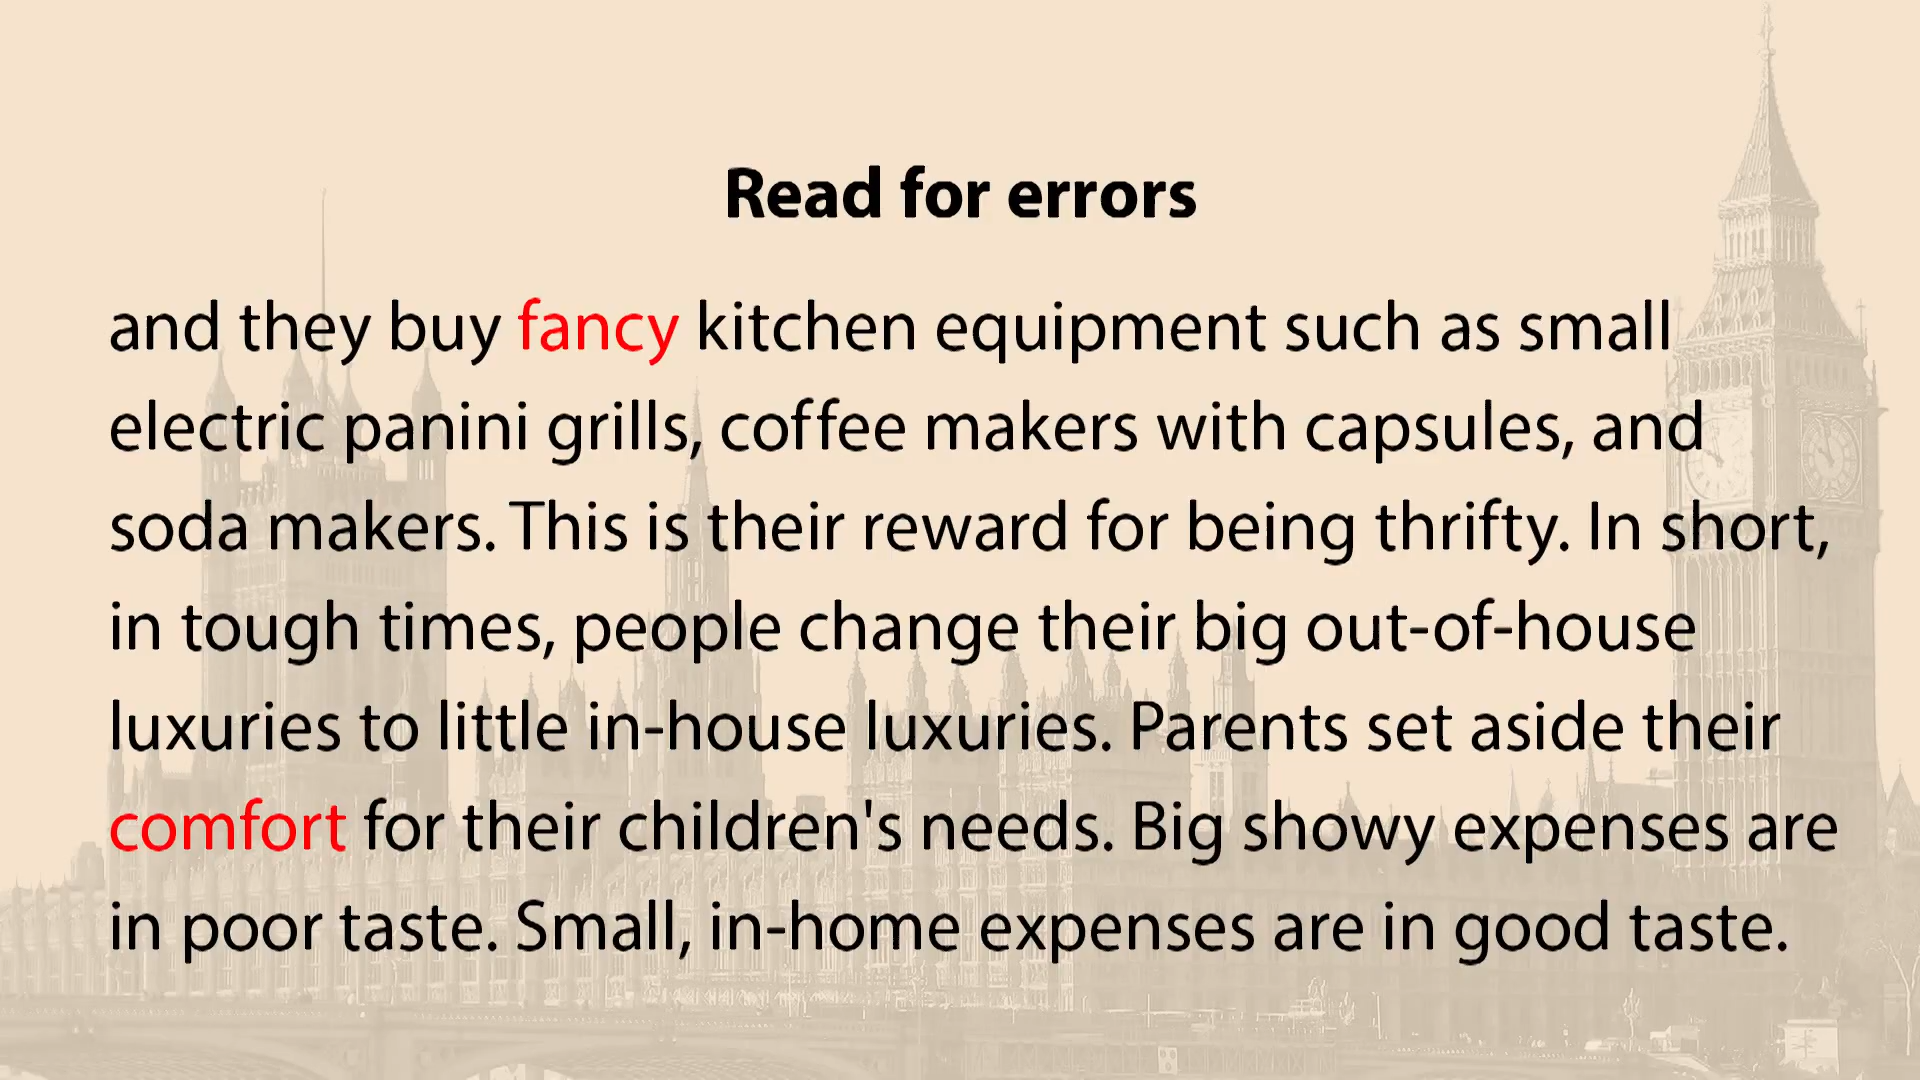 Read for errors
and they buy fancy kitchen equipment such as small
electric panini grills, coffee makers with capsules, and
soda makers. This is their reward for being thrifty. In short,
in tough times, people change their big out-of-house
luxuries to little in-house luxuries. Parents set aside their
comfort for their children's needs. Big showy expenses are
in poor taste. Small, in-home expenses are in good taste.